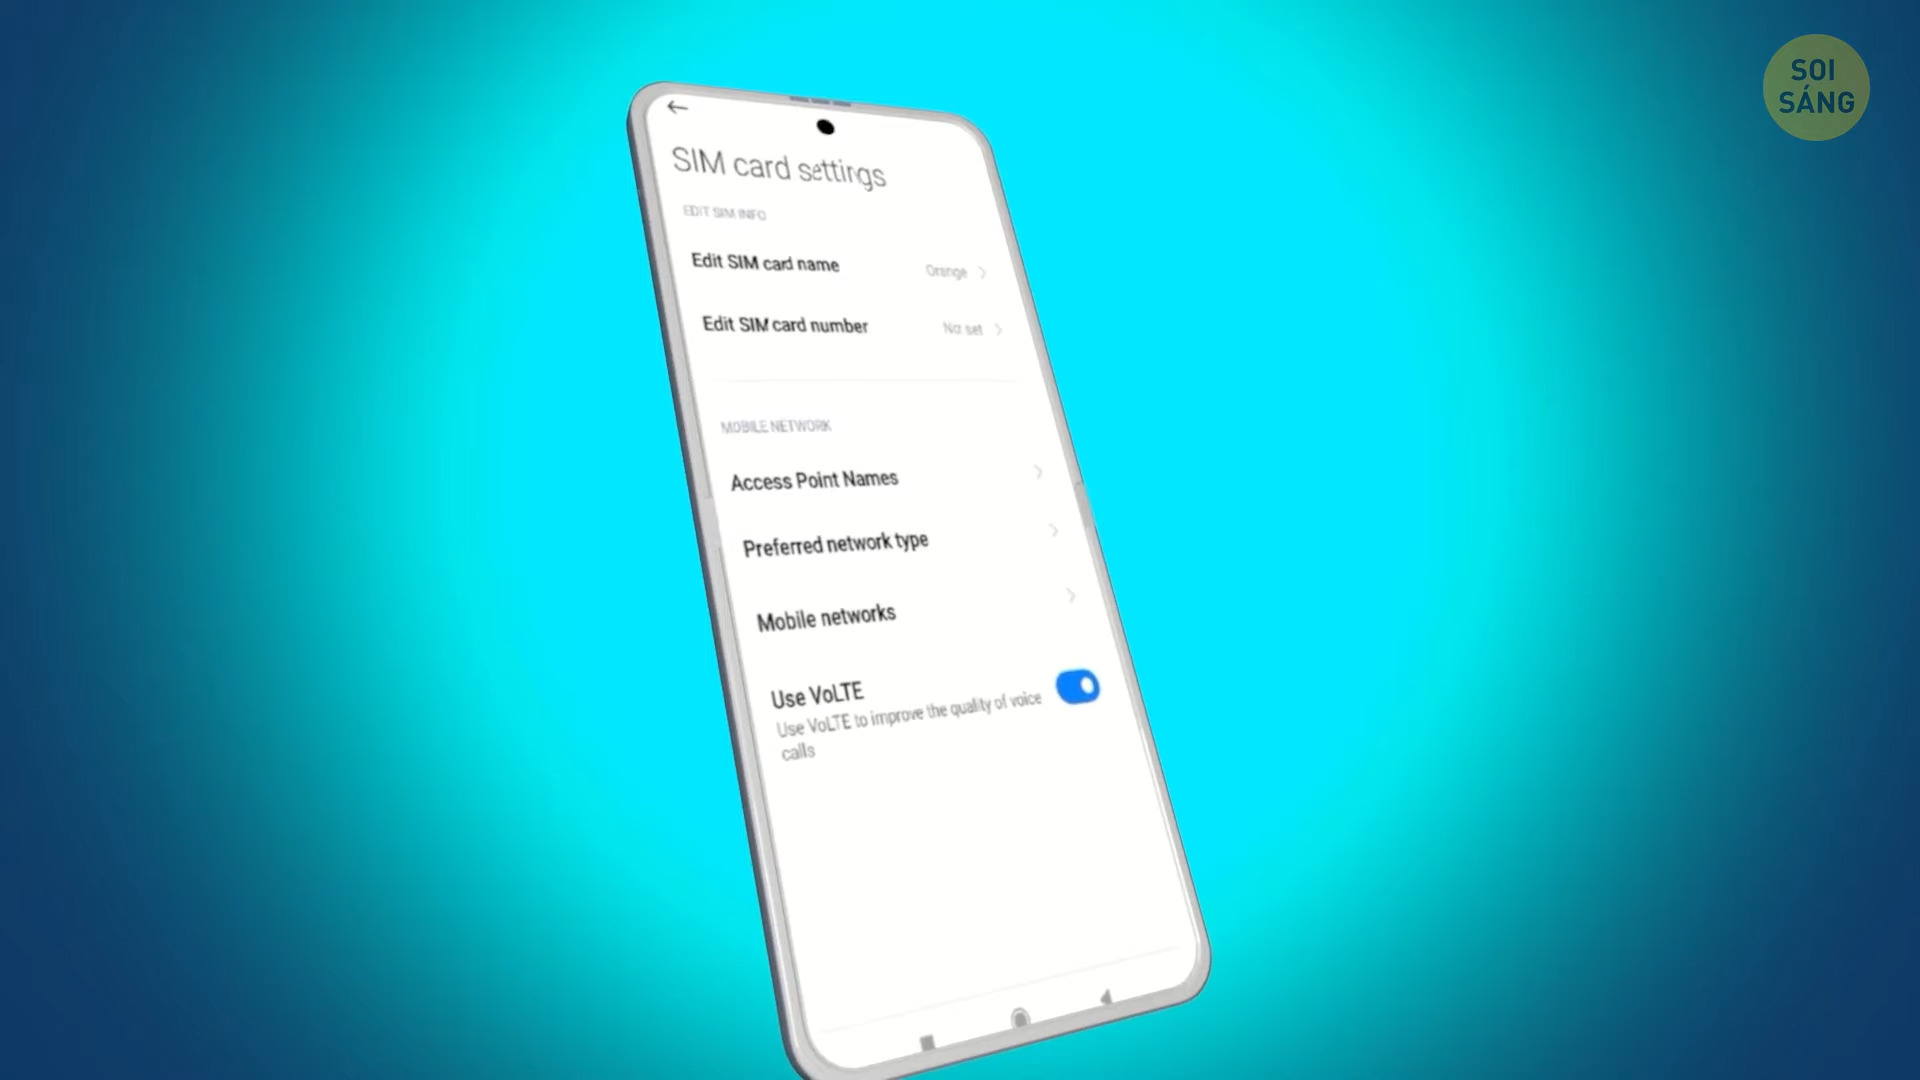 SOI
SÁNG
SIM card settings
EDIT SIM INFO
Edit SIM card name
Orange
Edit SIM card number
Not set
MOBILE NETWORK
Access Point Names
Preferred network type
Mobile networks
Use VoLTE
Use VoLTE to improve the quality of voice
calls